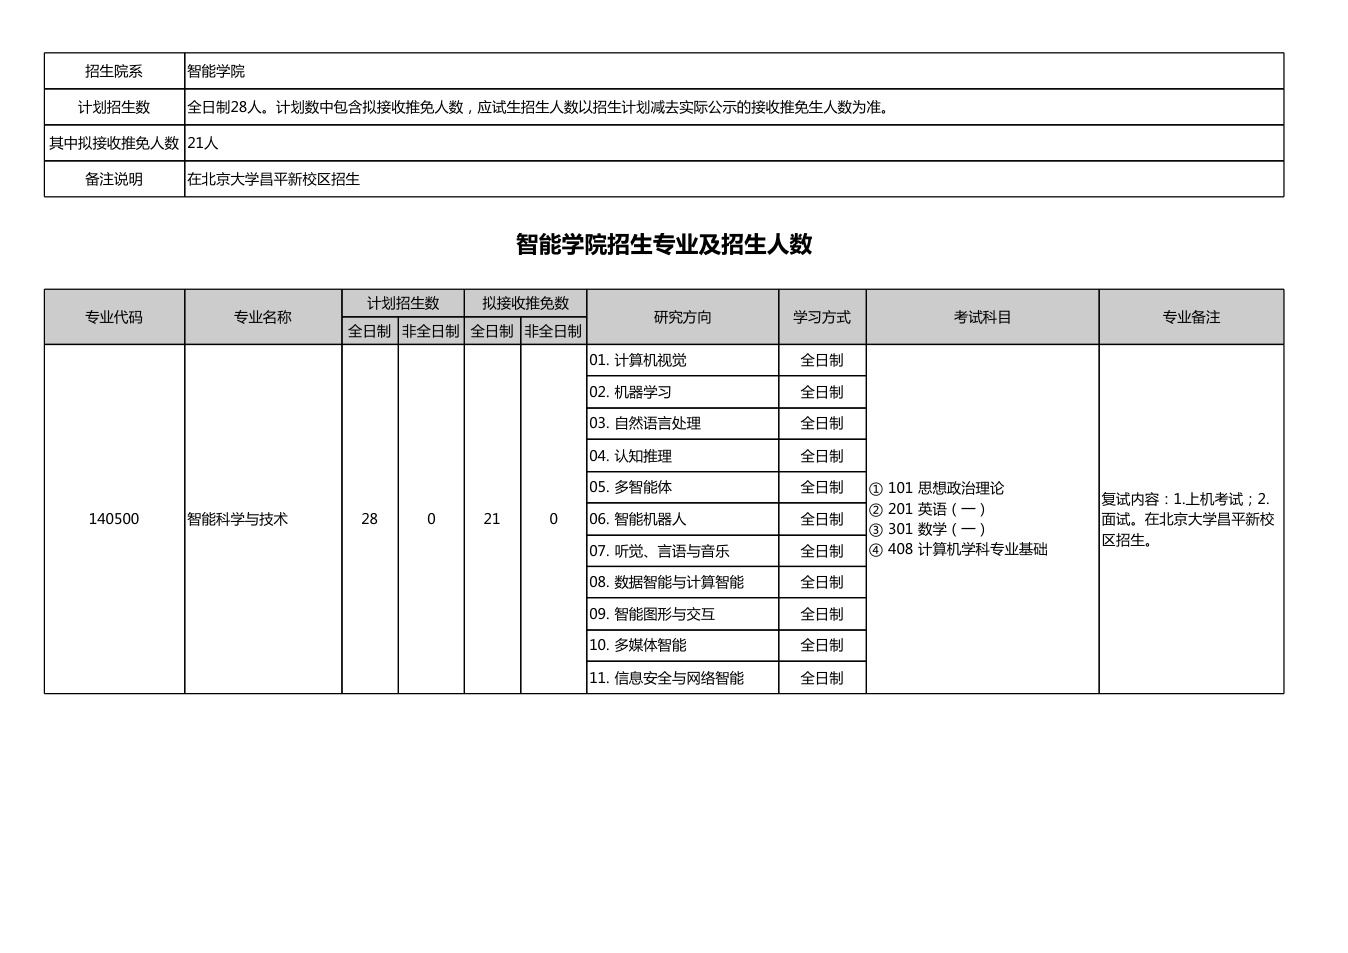 招生院系 智能学院
计划招生数 全日制28人。计划数中包含拟接收推免人数，应试生招生人数以招生计划减去实际公示的接收推免生人数为准。
其中拟接收推免人数 21人
备注说明 在北京大学昌平新校区招生
智能学院招生专业及招生人数
专业代码 专业名称 计划招生数 拟接收推免数 研究方向 学习方式 考试科目 专业备注
全日制 非全日制 全日制 非全日制
140500 智能科学与技术 28 0 21 0
01. 计算机视觉 全日制
02. 机器学习 全日制
03. 自然语言处理 全日制
04. 认知推理 全日制
05. 多智能体 全日制
06. 智能机器人 全日制
07. 听觉、言语与音乐 全日制
08. 数据智能与计算智能 全日制
09. 智能图形与交互 全日制
10. 多媒体智能 全日制
11. 信息安全与网络智能 全日制
① 101 思想政治理论
② 201 英语（一）
③ 301 数学（一）
④ 408 计算机学科专业基础
复试内容：1.上机考试；2.
面试。在北京大学昌平新校
区招生。